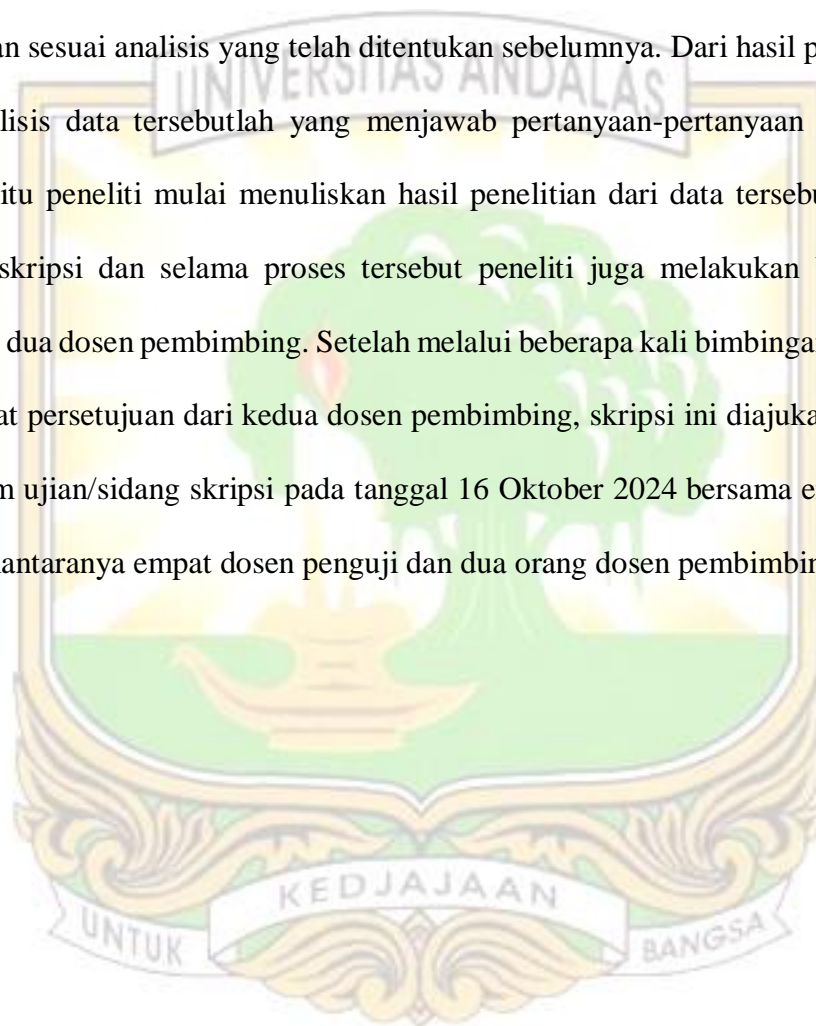 an sesuai analisis yang telah ditentukan sebelumnya. Dari hasil p
UNIVERSITAS ANDALAS
lisis data tersebutlah yang menjawab pertanyaan-pertanyaan
itu peneliti mulai menuliskan hasil penelitian dari data tersebu
skripsi dan selama proses tersebut peneliti juga melakukan
dua dosen pembimbing. Setelah melalui beberapa kali bimbingan
at persetujuan dari kedua dosen pembimbing, skripsi ini diajuka
m ujian/sidang skripsi pada tanggal 16 Oktober 2024 bersama e
iantaranya empat dosen penguji dan dua orang dosen pembimbin
UNTUK KEDJAJAAN BANGSA